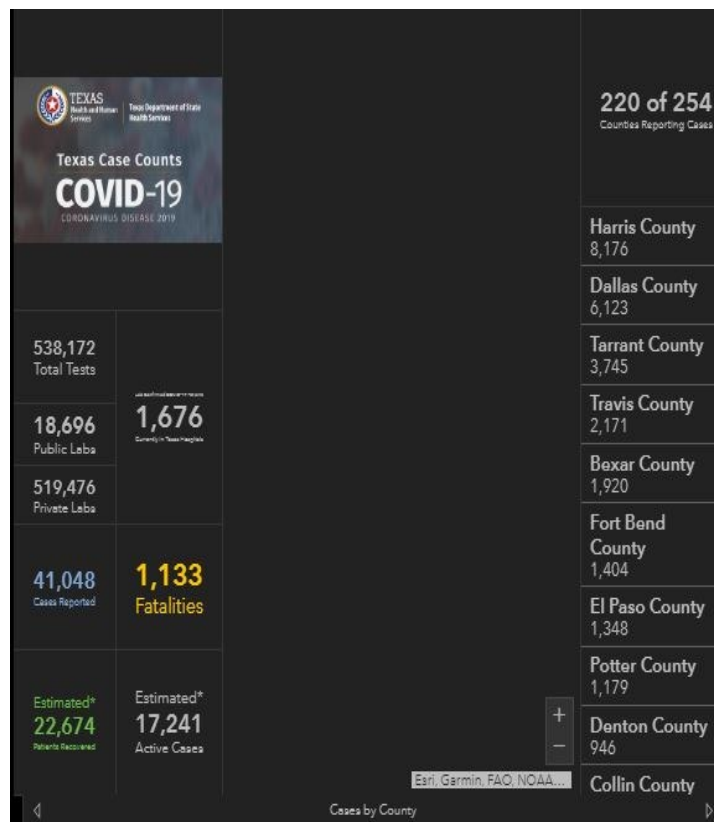 TEXAS
Health and Human
Services
Texas Department of State
Health Services
Texas Case Counts
COVID-19
CORONAVIRUS DISEASE 2019
538,172
Total Tests
18,696
Public Labs
519,476
Private Labs
1,676
Currently in Texas Hospitals
41,048
Cases Reported
1,133
Fatalities
Estimated*
22,674
Patients Recovered
Estimated*
17,241
Active Cases
+
−
Esri, Garmin, FAO, NOAA...
Cases by County
220 of 254
Counties Reporting Cases
Harris County
8,176
Dallas County
6,123
Tarrant County
3,745
Travis County
2,171
Bexar County
1,920
Fort Bend
County
1,404
El Paso County
1,348
Potter County
1,179
Denton County
946
Collin County